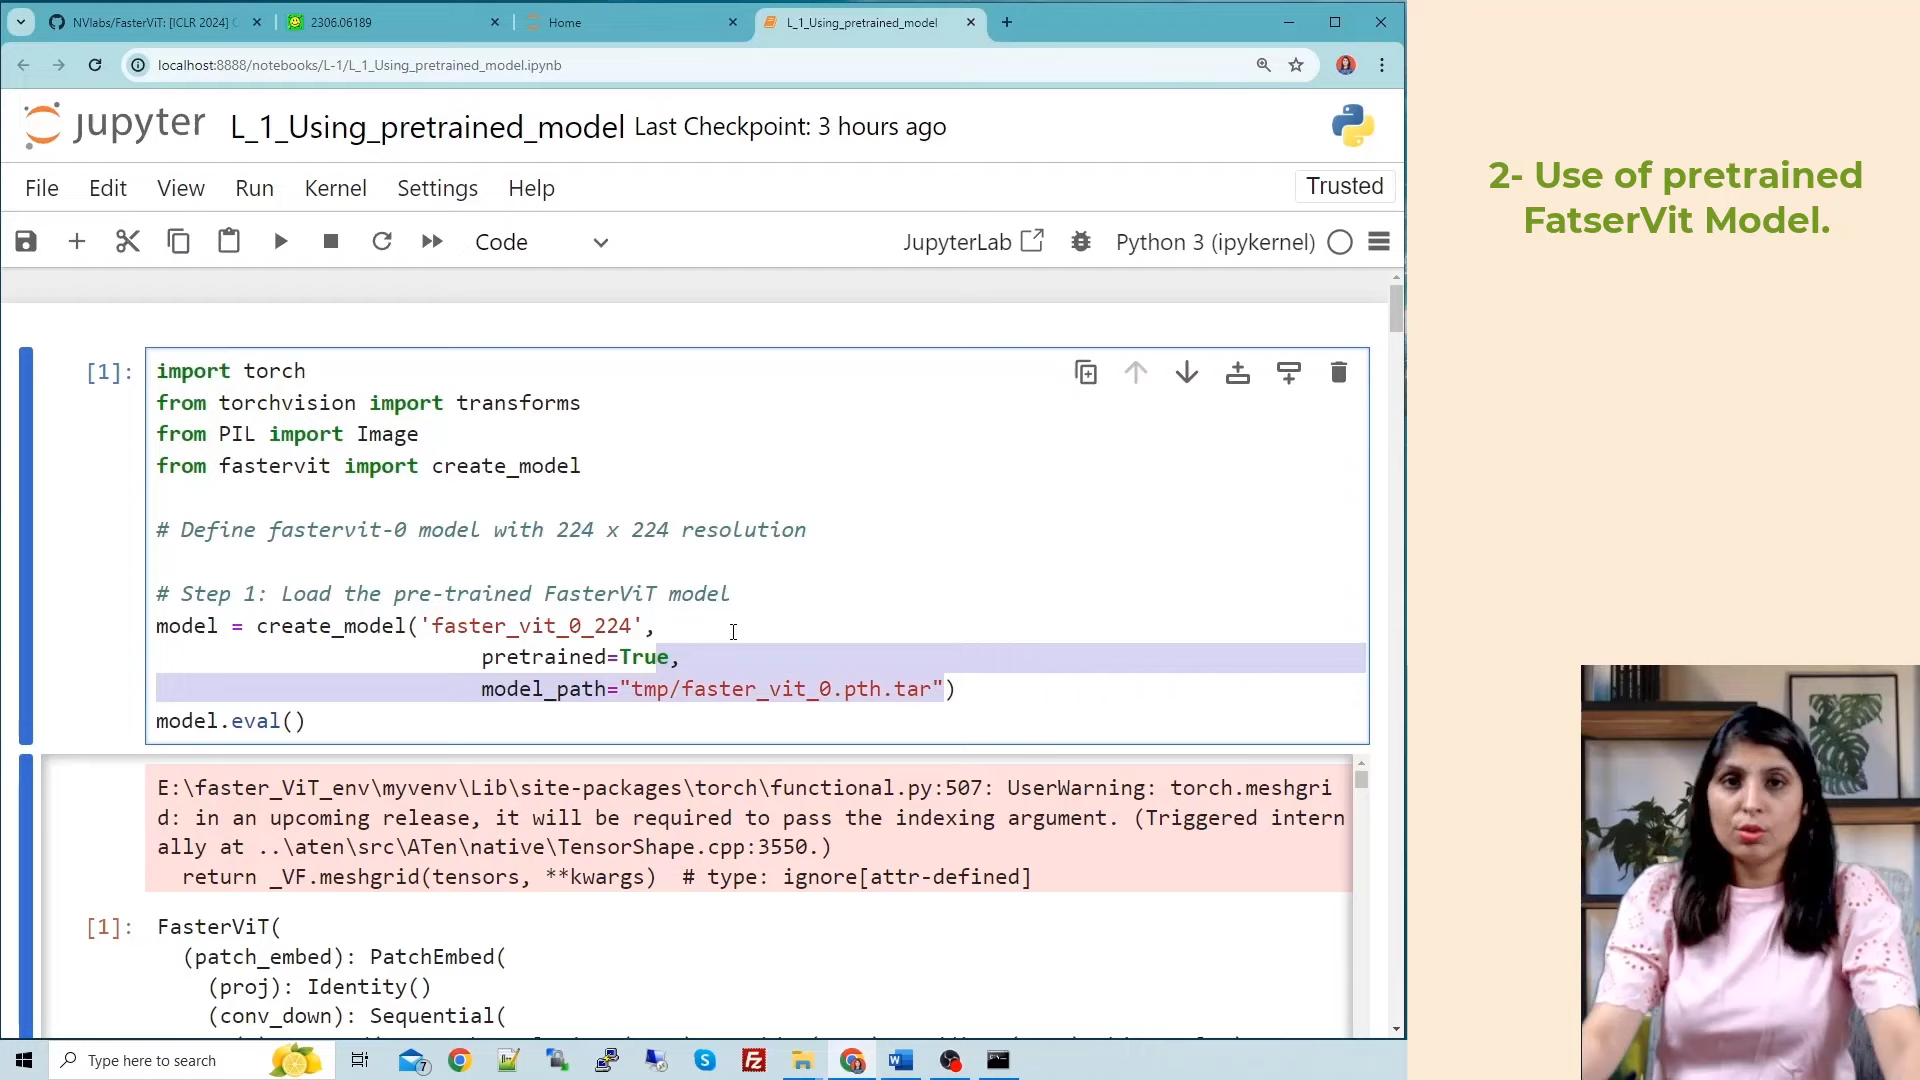 NVlabs/FasterViT: [ICLR 2024]
2306.06189
Home
L_1_Using_pretrained_model
localhost:8888/notebooks/L-1/L_1_Using_pretrained_model.ipynb
jupyter L_1_Using_pretrained_model Last Checkpoint: 3 hours ago
File Edit View Run Kernel Settings Help Trusted
Code JupyterLab Python 3 (ipykernel)
[1]: import torch
from torchvision import transforms
from PIL import Image
from fastervit import create_model
# Define fastervit-0 model with 224 x 224 resolution
# Step 1: Load the pre-trained FasterViT model
model = create_model('faster_vit_0_224',
pretrained=True,
model_path="tmp/faster_vit_0.pth.tar")
model.eval()
E:\faster_ViT_env\myvenv\Lib\site-packages\torch\functional.py:507: UserWarning: torch.meshgri
d: in an upcoming release, it will be required to pass the indexing argument. (Triggered intern
ally at ..\aten\src\ATen\native\TensorShape.cpp:3550.)
return _VF.meshgrid(tensors, **kwargs)  # type: ignore[attr-defined]
[1]: FasterViT(
(patch_embed): PatchEmbed(
(proj): Identity()
(conv_down): Sequential(
Type here to search
7
2- Use of pretrained
FatserVit Model.